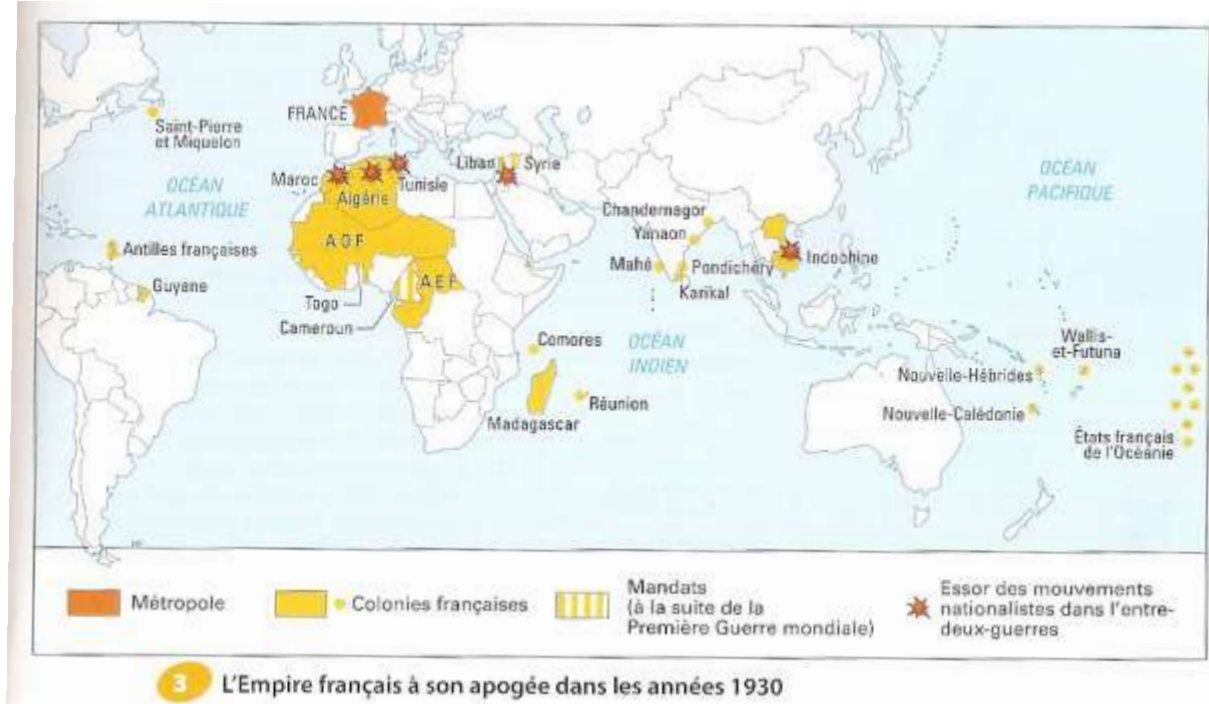 FRANCE
Saint-Pierre
et Miquelon
OCÉAN
ATLANTIQUE
Maroc
Algérie
Tunisie
Liban
Syrie
OCÉAN
PACIFIQUE
Antilles françaises
Guyane
A O F
A E F
Togo
Cameroun
Chandernagor
Yanaon
Mahé
Pondichéry
Karikal
Indochine
Comores
OCÉAN
INDIEN
Réunion
Madagascar
Wallis-
et-Futuna
Nouvelle-Hébrides
Nouvelle-Calédonie
États français
de l'Océanie
Métropole
Colonies françaises
Mandats
(à la suite de la
Première Guerre mondiale)
Essor des mouvements
nationalistes dans l'entre-
deux-guerres
3 L'Empire français à son apogée dans les années 1930